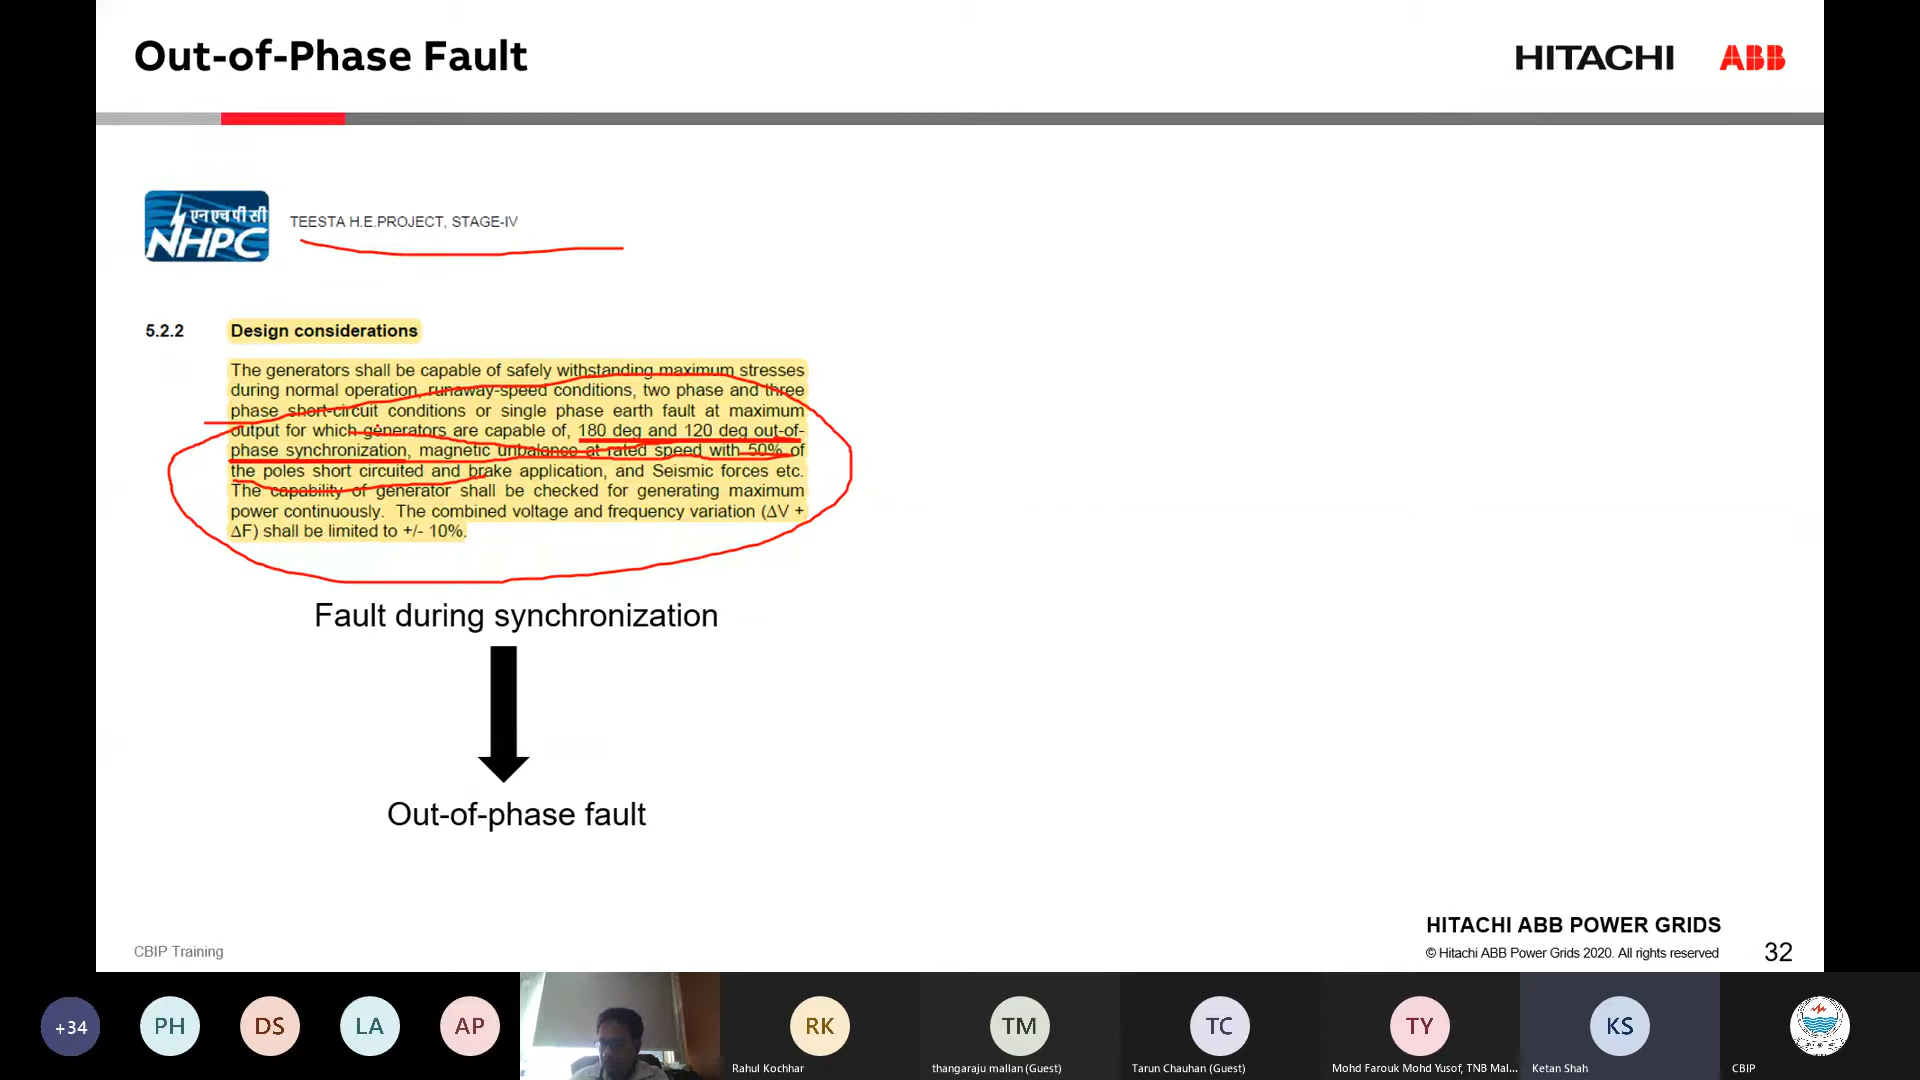 Out-of-Phase Fault
HITACHI ABB
एनएचपीसी
NHPC
TEESTA H.E.PROJECT, STAGE-IV
5.2.2 Design considerations
The generators shall be capable of safely withstanding maximum stresses
during normal operation, runaway-speed conditions, two phase and three
phase short-circuit conditions or single phase earth fault at maximum
output for which generators are capable of, 180 deg and 120 deg out-of-
phase synchronization, magnetic unbalance at rated speed with 50% of
the poles short circuited and brake application, and Seismic forces etc.
The capability of generator shall be checked for generating maximum
power continuously. The combined voltage and frequency variation (ΔV +
ΔF) shall be limited to +/- 10%.
Fault during synchronization
Out-of-phase fault
HITACHI ABB POWER GRIDS
CBIP Training
© Hitachi ABB Power Grids 2020. All rights reserved
32
+34
PH
DS
LA
AP
RK
TM
TC
TY
KS
Rahul Kochhar
thangaraju mallan (Guest)
Tarun Chauhan (Guest)
Mohd Farouk Mohd Yusof, TNB Mal...
Ketan Shah
CBIP